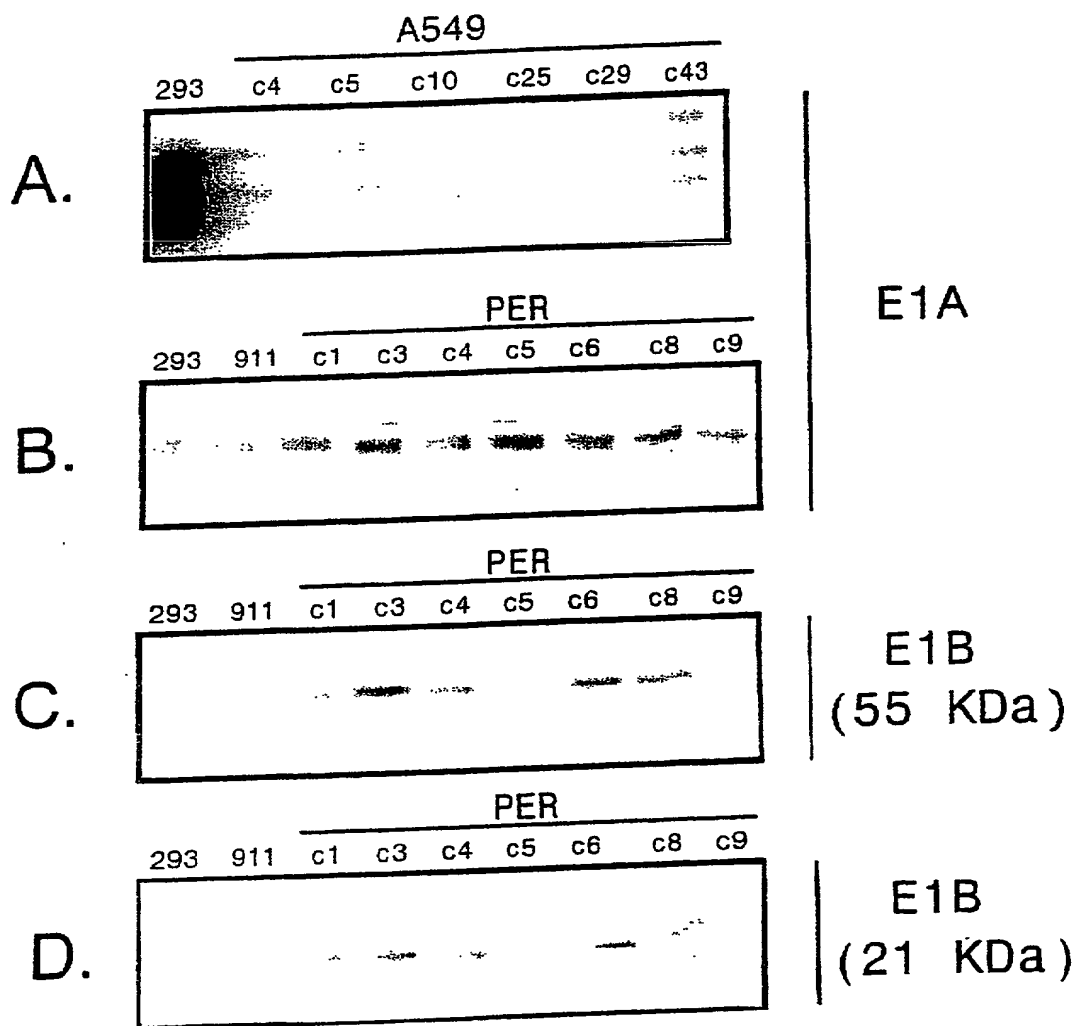 A549
293 c4 c5 c10 c25 c29 c43
A.
E1A
PER
293 911 c1 c3 c4 c5 c6 c8 c9
B.
PER
293 911 c1 c3 c4 c5 c6 c8 c9
C.
E1B
(55 KDa)
PER
293 911 c1 c3 c4 c5 c6 c8 c9
D.
E1B
(21 KDa)